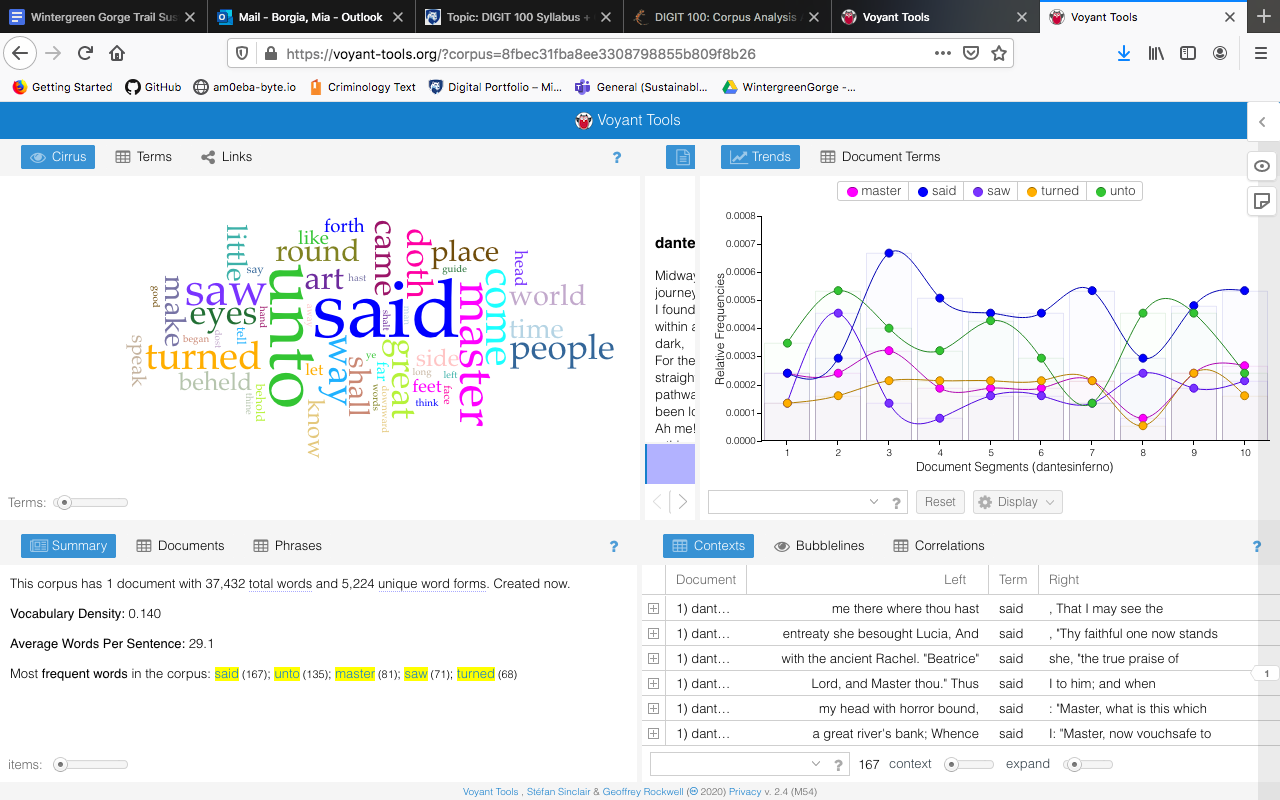 Wintergreen Gorge Trail Sus
Mail - Borgia, Mia - Outlook
Topic: DIGIT 100 Syllabus +
DIGIT 100: Corpus Analysis
Voyant Tools
Voyant Tools
https://voyant-tools.org/?corpus=8fbec31fba8ee3308798855b809f8b26
Getting Started GitHub am0eba-byte.io Criminology Text Digital Portfolio – Mi... General (Sustainabl... WintergreenGorge -...
Voyant Tools
Cirrus Terms Links ?
forth
like
round
little
say
came
doth
place
guide
head
art
hast
saw
eyes
make
good
hand
unto
said
shalt
master
come
world
time
people
began
tell
turned
speak
beheld
behold
thine
let
know
way
shall
ye
far
great
words
downward
side
long
left
feet
face
think
Terms:
dante
Midway
journey
I found
within a
dark,
For the
straigh
pathwa
been lo
Ah me!
Trends Document Terms
master said saw turned unto
Relative Frequencies
0.0008
0.0007
0.0006
0.0005
0.0004
0.0003
0.0002
0.0001
0.0000
1 2 3 4 5 6 7 8 9 10
Document Segments (dantesinferno)
? Reset Display
Summary Documents Phrases ?
This corpus has 1 document with 37,432 total words and 5,224 unique word forms. Created now.
Vocabulary Density: 0.140
Average Words Per Sentence: 29.1
Most frequent words in the corpus: said (167); unto (135); master (81); saw (71); turned (68)
items:
Contexts Bubblelines Correlations ?
Document Left Term Right
1) dant... me there where thou hast said , That I may see the
1) dant... entreaty she besought Lucia, And said , "Thy faithful one now stands
1) dant... with the ancient Rachel. "Beatrice" said she, "the true praise of
1) dant... Lord, and Master thou." Thus said I to him; and when
1) dant... my head with horror bound, said : "Master, what is this which
1) dant... a great river's bank; Whence said I: "Master, now vouchsafe to
1
? 167 context expand
Voyant Tools , Stéfan Sinclair & Geoffrey Rockwell (© 2020) Privacy v. 2.4 (M54)